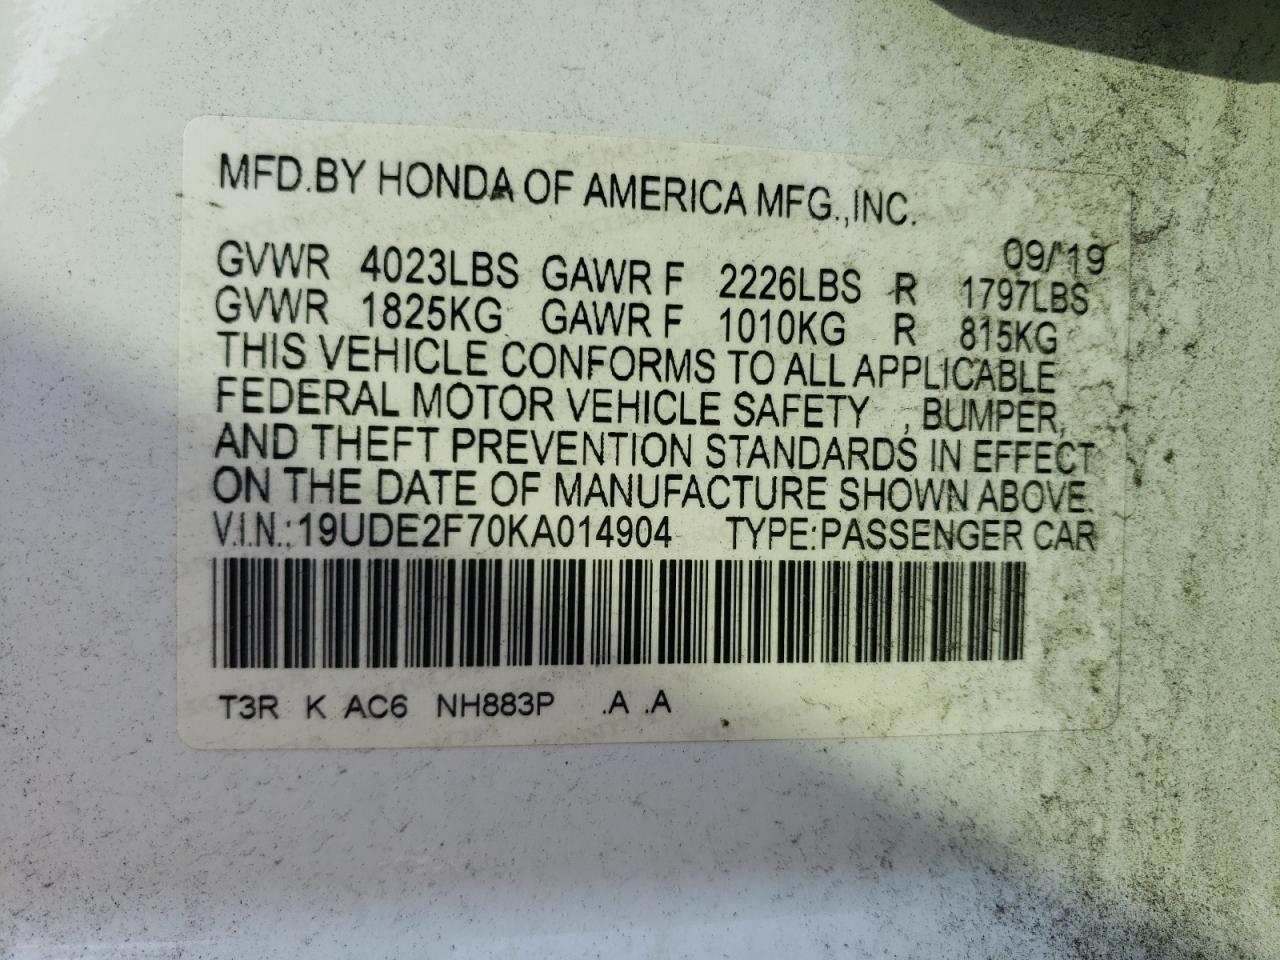 MFD.BY HONDA OF AMERICA MFG.,INC.
09/19
GVWR 4023LBS GAWR F 2226LBS R 1797LBS
GVWR 1825KG GAWR F 1010KG R 815KG
THIS VEHICLE CONFORMS TO ALL APPLICABLE
FEDERAL MOTOR VEHICLE SAFETY , BUMPER,
AND THEFT PREVENTION STANDARDS IN EFFECT
ON THE DATE OF MANUFACTURE SHOWN ABOVE.
V.I.N.:19UDE2F70KA014904 TYPE:PASSENGER CAR
T3R K AC6 NH883P .A .A